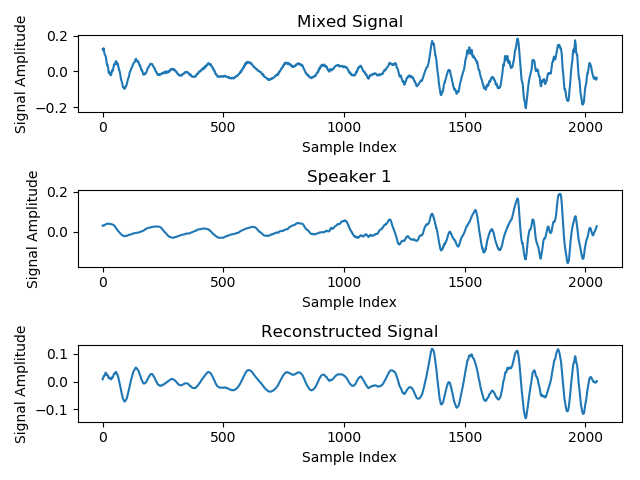 Mixed Signal
Signal Amplitude
0.2
0.0
−0.2
0 500 1000 1500 2000
Sample Index
Speaker 1
Signal Amplitude
0.2
0.0
0 500 1000 1500 2000
Sample Index
Reconstructed Signal
Signal Amplitude
0.1
0.0
−0.1
0 500 1000 1500 2000
Sample Index